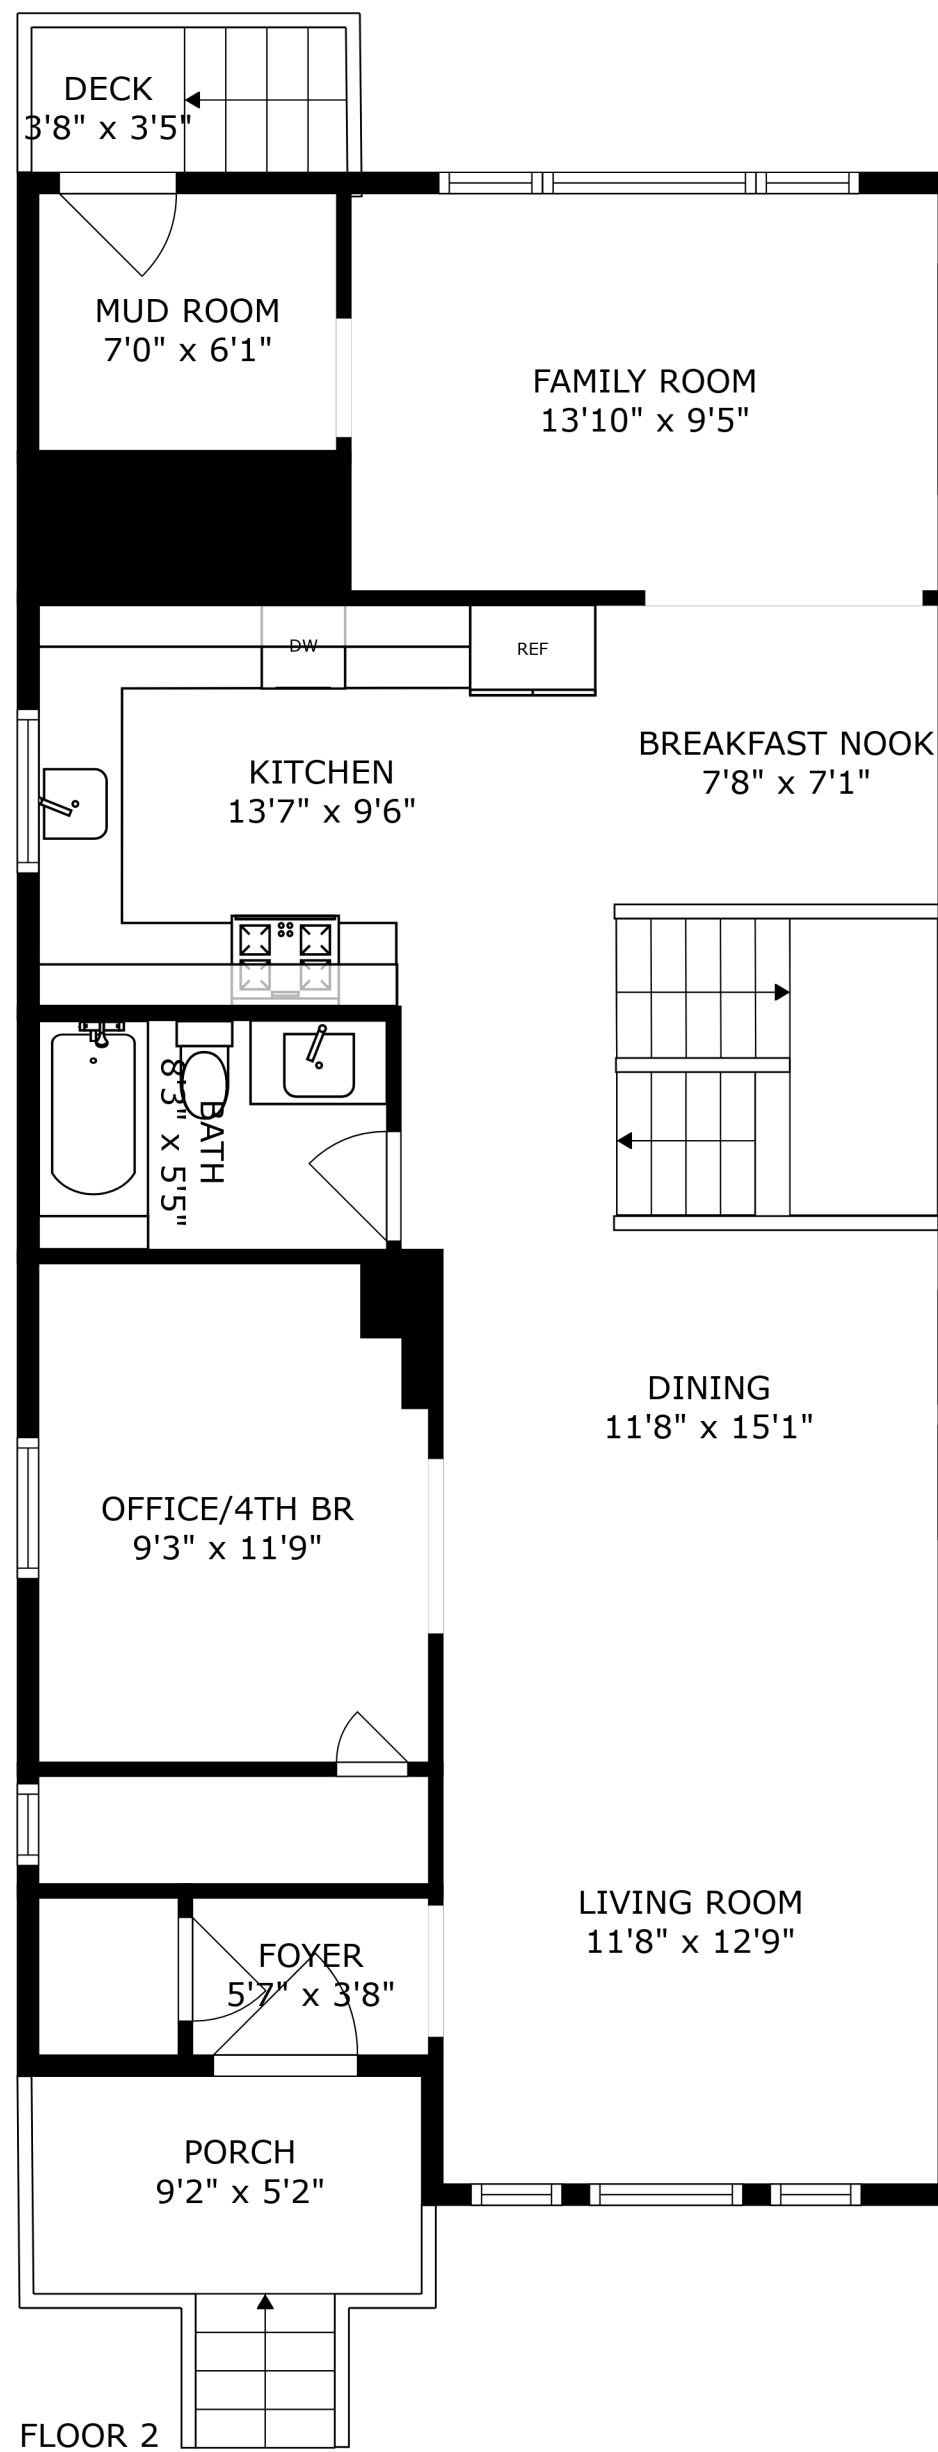 DECK
3'8" x 3'5"
MUD ROOM
7'0" x 6'1"
FAMILY ROOM
13'10" x 9'5"
DW
REF
BREAKFAST NOOK
7'8" x 7'1"
KITCHEN
13'7" x 9'6"
BATH
8'3" x 5'5"
DINING
11'8" x 15'1"
OFFICE/4TH BR
9'3" x 11'9"
LIVING ROOM
11'8" x 12'9"
FOYER
5'7" x 3'8"
PORCH
9'2" x 5'2"
FLOOR 2